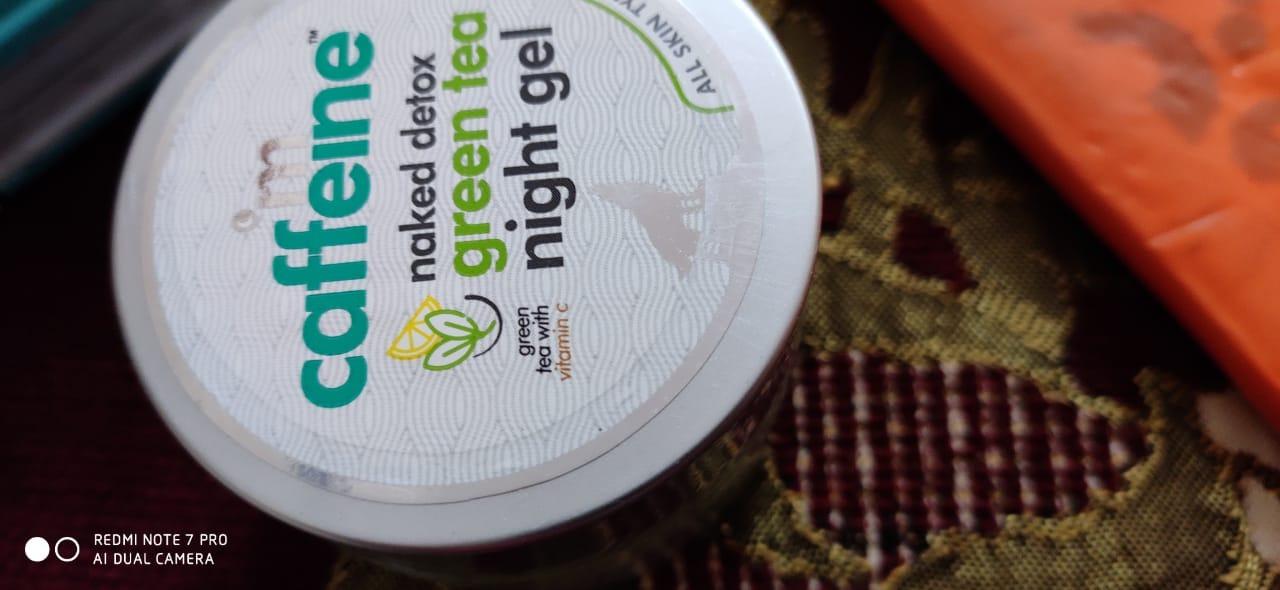 m
caffeine™
naked detox
green tea
night gel
green
tea with
vitamin c
ALL SKIN TY
REDMI NOTE 7 PRO
AI DUAL CAMERA